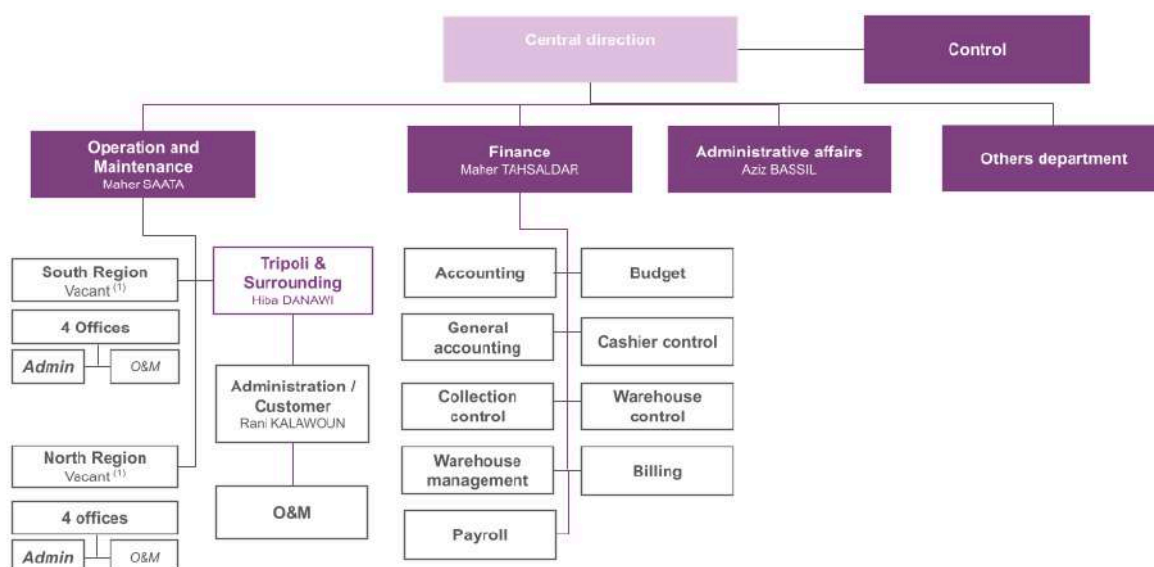 Central direction
Control
Operation and
Maintenance
Maher SAATA
Finance
Maher TAHSALDAR
Administrative affairs
Aziz BASSIL
Others department
South Region
Vacant (1)
4 Offices
Admin
O&M
North Region
Vacant (1)
4 offices
Admin
O&M
Tripoli &
Surrounding
Hiba DANAWI
Administration /
Customer
Rani KALAWOUN
O&M
Accounting
Budget
General
accounting
Cashier control
Collection
control
Warehouse
control
Warehouse
management
Billing
Payroll